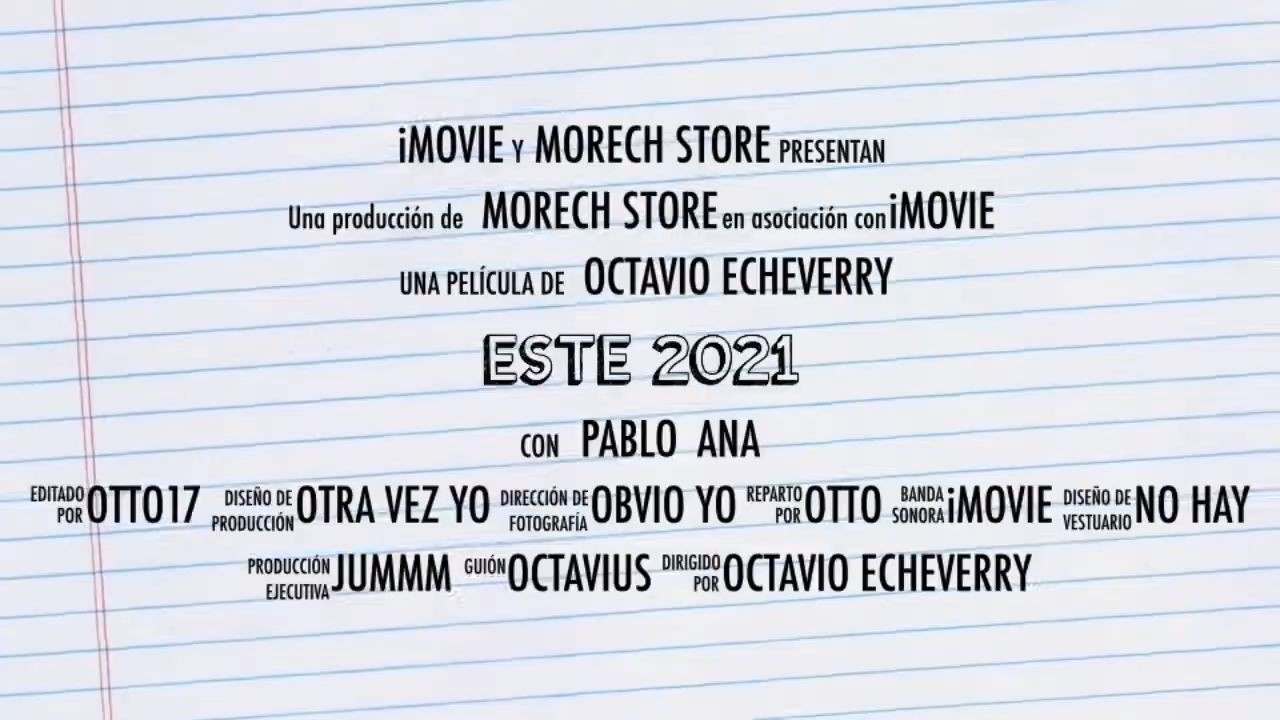 iMOVIE Y MORECH STORE PRESENTAN
Una producción de MORECH STORE en asociación con iMOVIE
UNA PELÍCULA DE OCTAVIO ECHEVERRY
ESTE 2021
CON PABLO ANA
EDITADO POR OTTO17 DISEÑO DE PRODUCCIÓN OTRA VEZ YO DIRECCIÓN DE FOTOGRAFÍA OBVIO YO REPARTO POR OTTO BANDA SONORA iMOVIE DISEÑO DE VESTUARIO NO HAY
PRODUCCIÓN EJECUTIVA JUMMM GUIÓN OCTAVIUS DIRIGIDO POR OCTAVIO ECHEVERRY